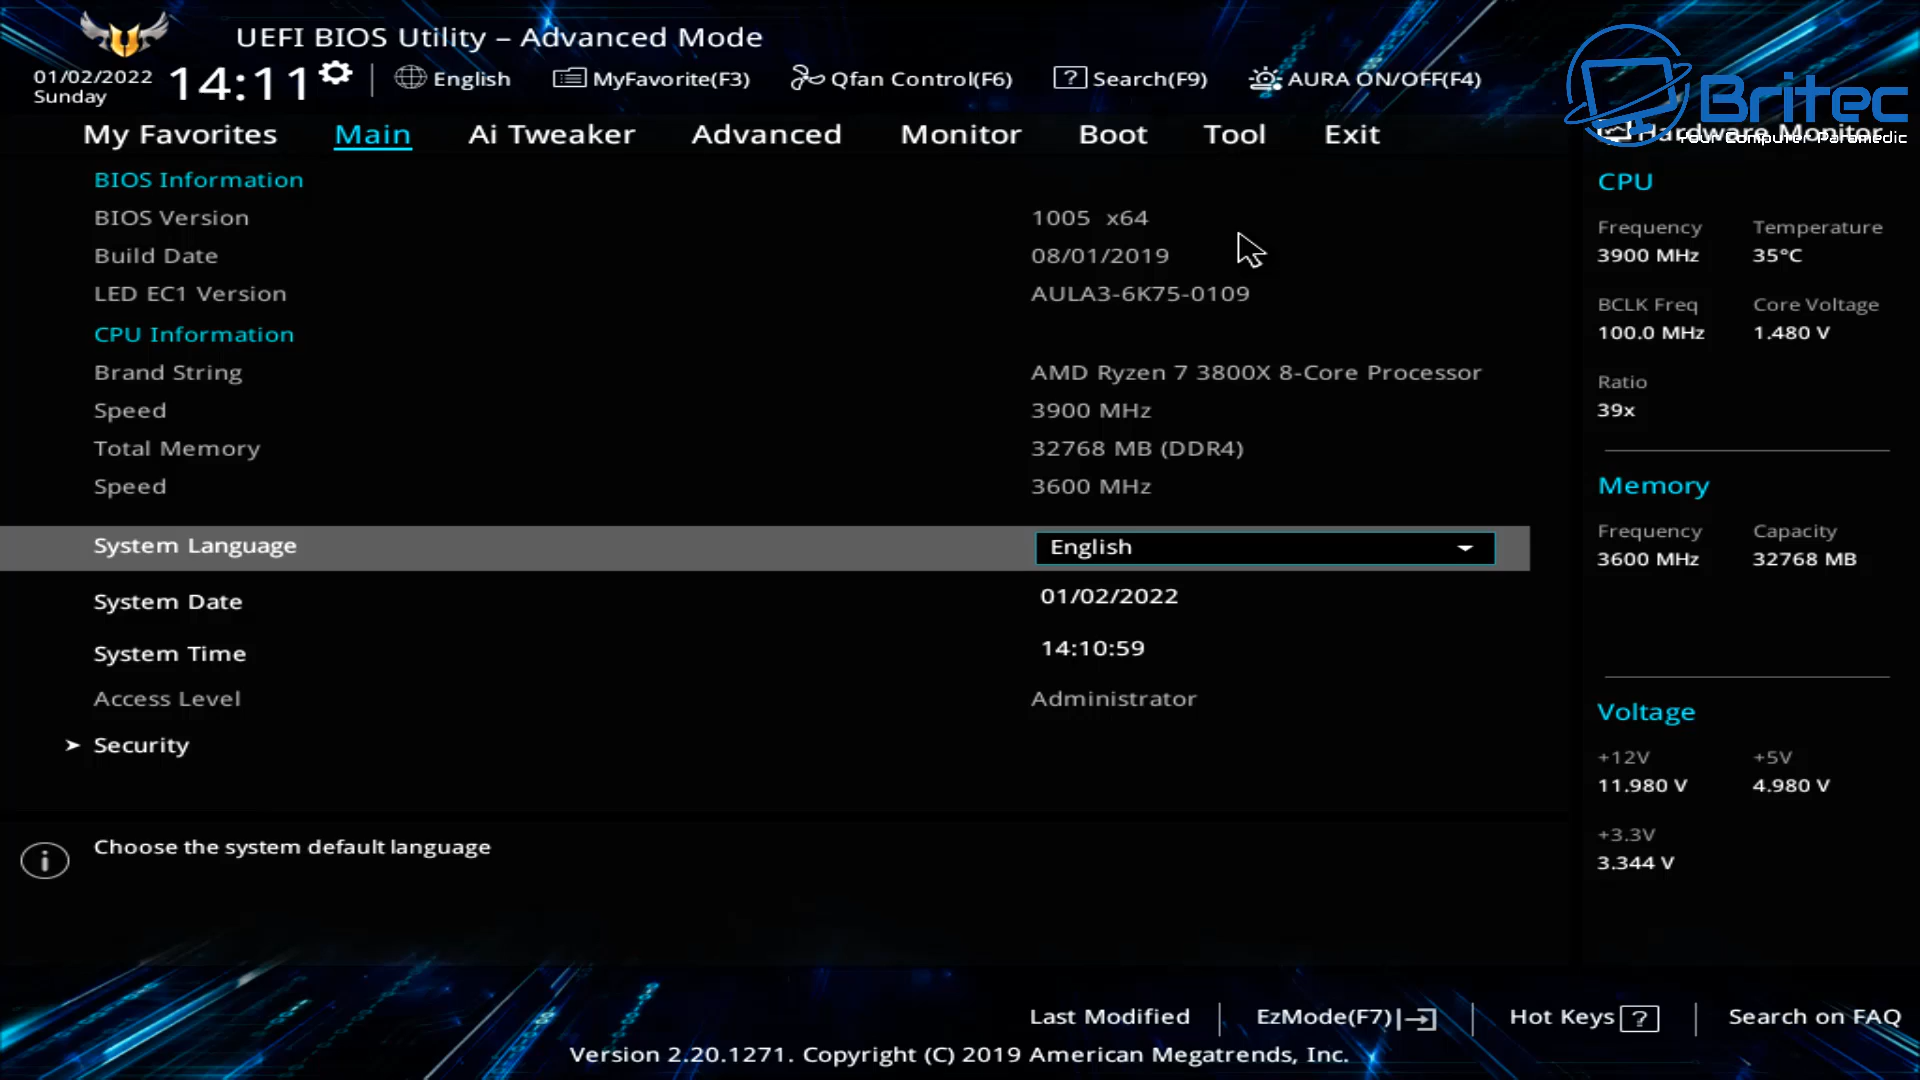 UEFI BIOS Utility – Advanced Mode
01/02/2022
Sunday
14:11
English
MyFavorite(F3)
Qfan Control(F6)
? Search(F9)
AURA ON/OFF(F4)
Britec
Your Computer Paramedic
My Favorites
Main
Ai Tweaker
Advanced
Monitor
Boot
Tool
Exit
Hardware Monitor
BIOS Information
BIOS Version 1005 x64
Build Date 08/01/2019
LED EC1 Version AULA3-6K75-0109
CPU Information
Brand String AMD Ryzen 7 3800X 8-Core Processor
Speed 3900 MHz
Total Memory 32768 MB (DDR4)
Speed 3600 MHz
System Language English
System Date 01/02/2022
System Time 14:10:59
Access Level Administrator
Security
i Choose the system default language
CPU
Frequency Temperature
3900 MHz 35°C
BCLK Freq Core Voltage
100.0 MHz 1.480 V
Ratio
39x
Memory
Frequency Capacity
3600 MHz 32768 MB
Voltage
+12V +5V
11.980 V 4.980 V
+3.3V
3.344 V
Last Modified
EzMode(F7)
Hot Keys ?
Search on FAQ
Version 2.20.1271. Copyright (C) 2019 American Megatrends, Inc.